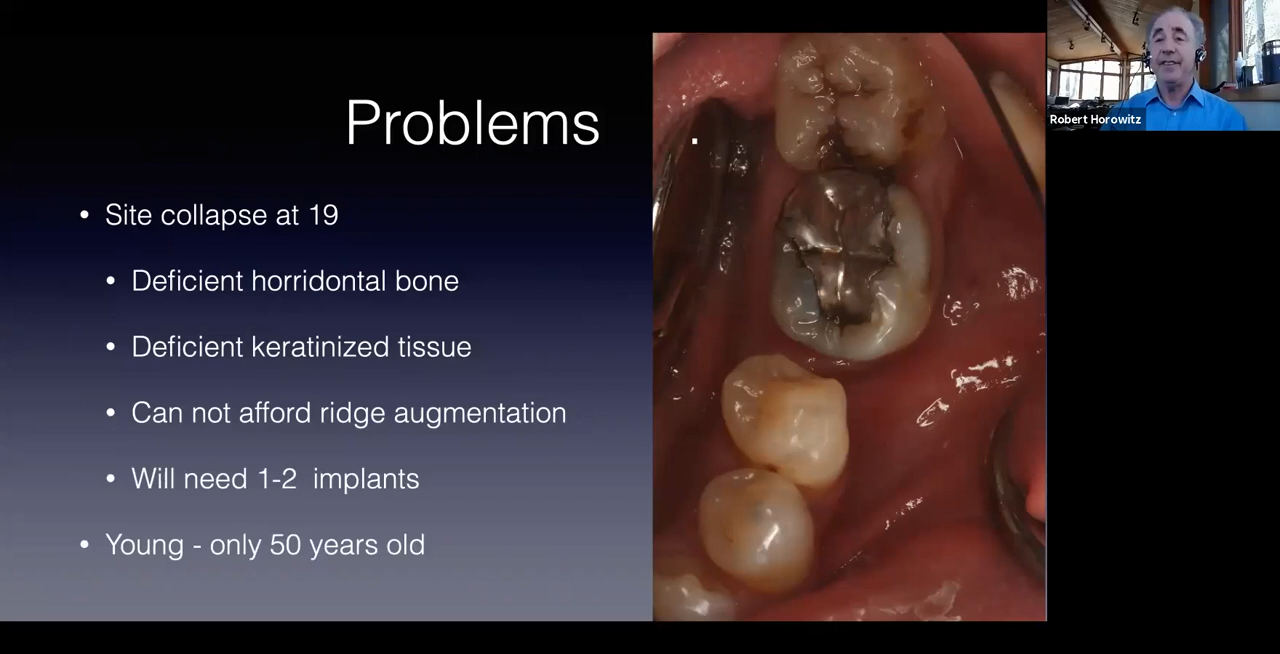 Problems
• Site collapse at 19
• Deficient horridontal bone
• Deficient keratinized tissue
• Can not afford ridge augmentation
• Will need 1-2 implants
• Young - only 50 years old
Robert Horowitz